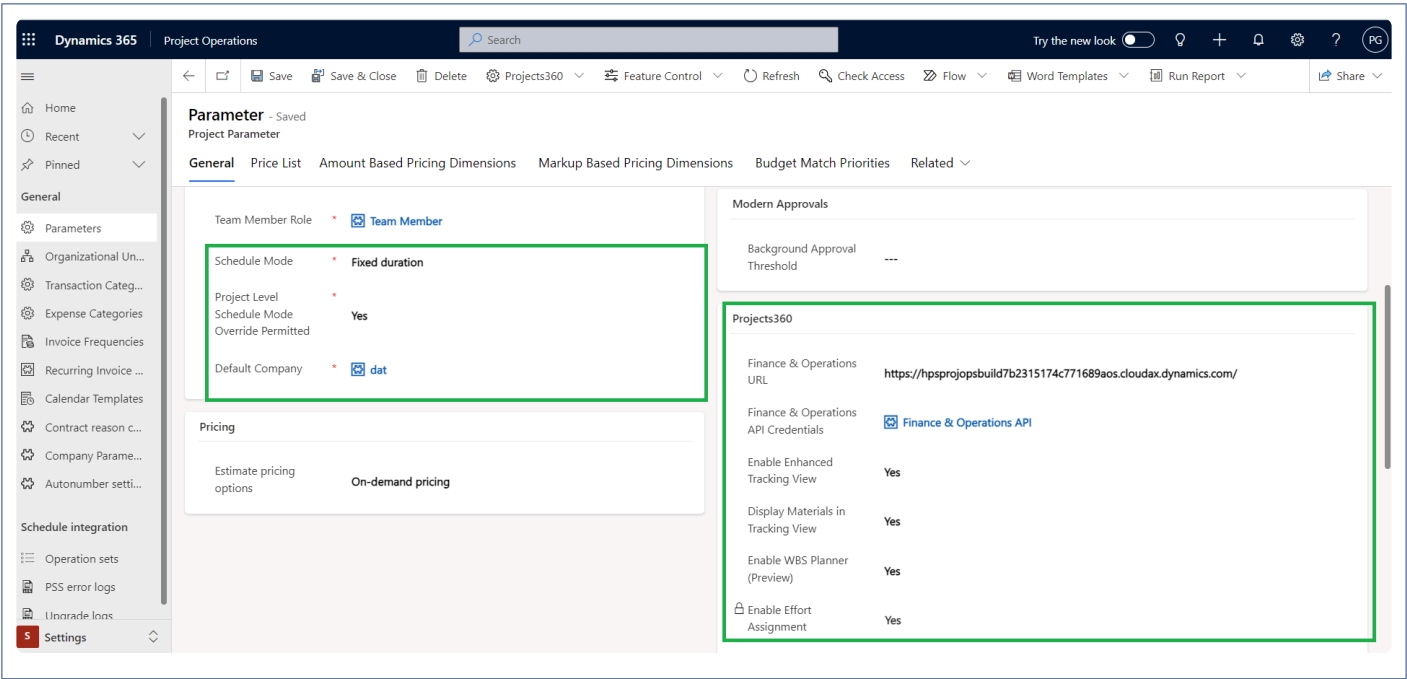 Dynamics 365 Project Operations Search Try the new look PG
Save Save & Close Delete Projects360 Feature Control Refresh Check Access Flow Word Templates Run Report Share
Home
Recent
Pinned
General
Parameters
Organizational Un...
Transaction Categ...
Expense Categories
Invoice Frequencies
Recurring Invoice ...
Calendar Templates
Contract reason c...
Company Parame...
Autonumber setti...
Schedule integration
Operation sets
PSS error logs
Upgrade logs
S Settings
Parameter - Saved
Project Parameter
General Price List Amount Based Pricing Dimensions Markup Based Pricing Dimensions Budget Match Priorities Related
Team Member Role * Team Member
Schedule Mode * Fixed duration
Project Level *
Schedule Mode Yes
Override Permitted
Default Company * dat
Pricing
Estimate pricing
options On-demand pricing
Modern Approvals
Background Approval
Threshold ---
Projects360
Finance & Operations
URL https://hpsprojopsbuild7b2315174c771689aos.cloudax.dynamics.com/
Finance & Operations
API Credentials Finance & Operations API
Enable Enhanced
Tracking View Yes
Display Materials in
Tracking View Yes
Enable WBS Planner
(Preview) Yes
Enable Effort
Assignment Yes